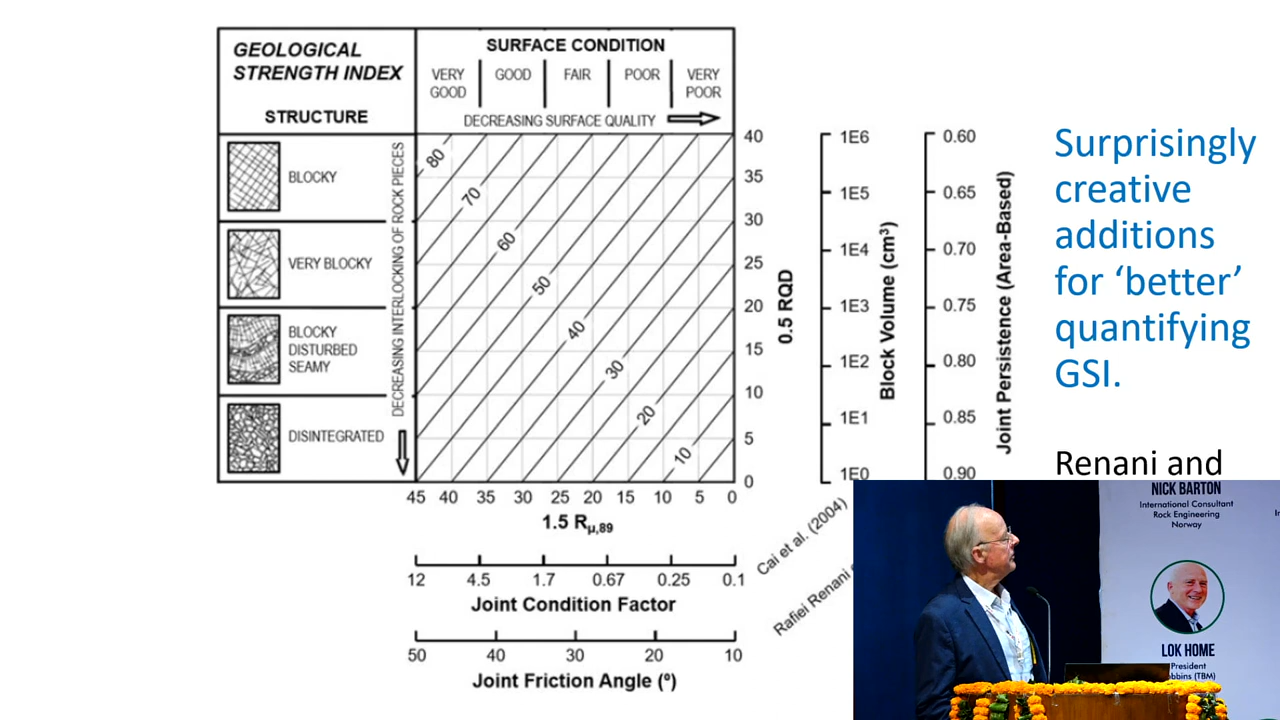 GEOLOGICAL
STRENGTH INDEX
STRUCTURE
SURFACE CONDITION
VERY GOOD
GOOD
FAIR
POOR
VERY POOR
DECREASING SURFACE QUALITY
DECREASING INTERLOCKING OF ROCK PIECES
BLOCKY
VERY BLOCKY
BLOCKY
DISTURBED
SEAMY
DISINTEGRATED
80
70
60
50
40
30
20
10
40
35
30
25
20
15
10
5
0
0.5 RQD
45 40 35 30 25 20 15 10 5 0
1.5 Rμ,89
12 4.5 1.7 0.67 0.25 0.1
Joint Condition Factor
50 40 30 20 10
Joint Friction Angle (º)
1E6
1E5
1E4
1E3
1E2
1E1
1E0
Block Volume (cm³)
0.60
0.65
0.70
0.75
0.80
0.85
0.90
Joint Persistence (Area-Based)
Cai et al. (2004)
Rafiei Renani
Surprisingly
creative
additions
for ‘better’
quantifying
GSI.
Renani and
NICK BARTON
International Consultant
Rock Engineering
Norway
LOK HOME
President
(TBM)